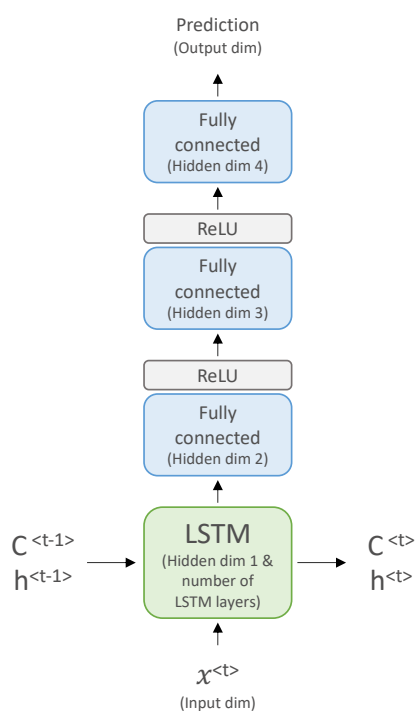 Prediction
(Output dim)
Fully
connected
(Hidden dim 4)
ReLU
Fully
connected
(Hidden dim 3)
ReLU
Fully
connected
(Hidden dim 2)
C<t-1>
h<t-1>
LSTM
(Hidden dim 1 &
number of
LSTM layers)
C<t>
h<t>
x<t>
(Input dim)